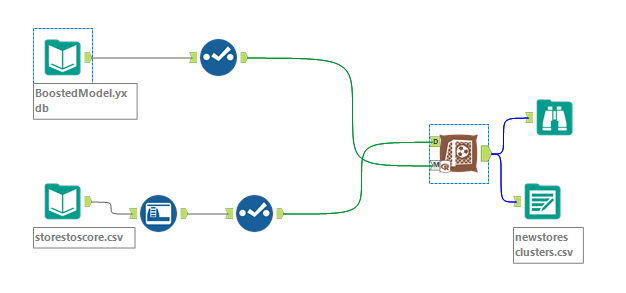 BoostedModel.yx
db
D
M
R
storestoscore.csv
newstores
clusters.csv